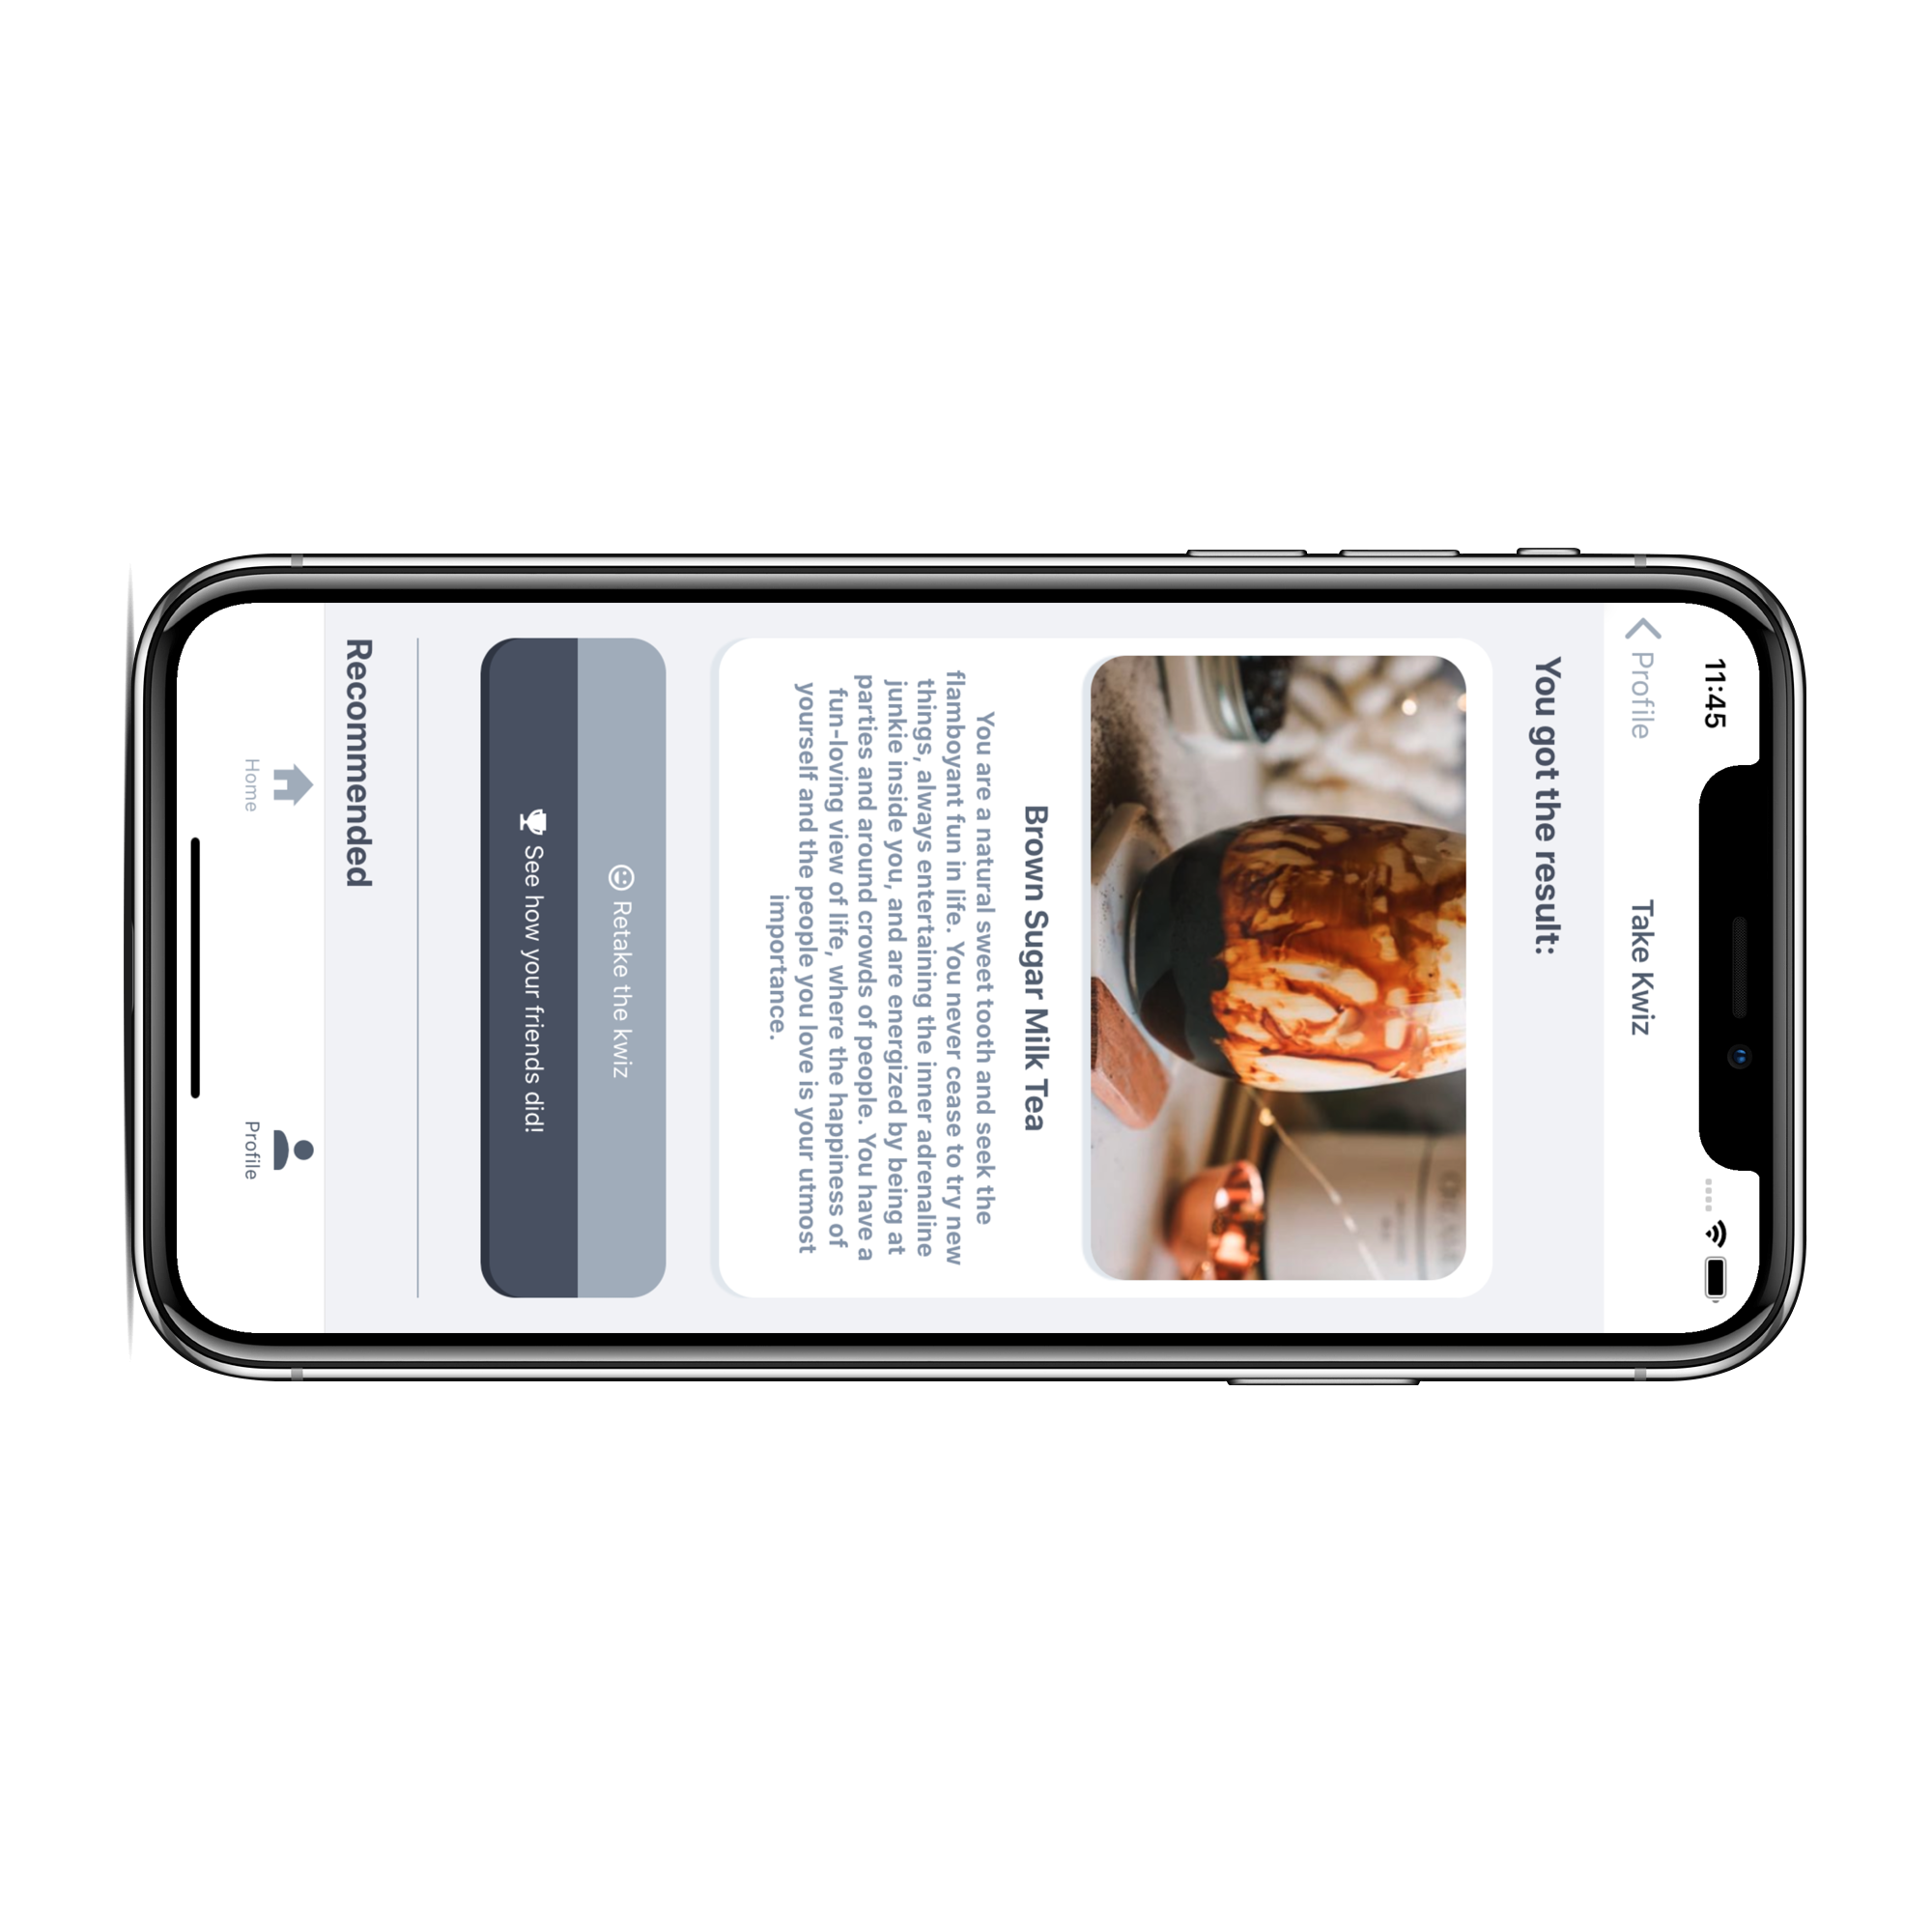 11:45
Profile
Take Kwiz
You got the result:
Brown Sugar Milk Tea
You are a natural sweet tooth and seek the
flamboyant fun in life. You never cease to try new
things, always entertaining the inner adrenaline
junkie inside you, and are energized by being at
parties and around crowds of people. You have a
fun-loving view of life, where the happiness of
yourself and the people you love is your utmost
importance.
Retake the kwiz
See how your friends did!
Recommended
Home
Profile